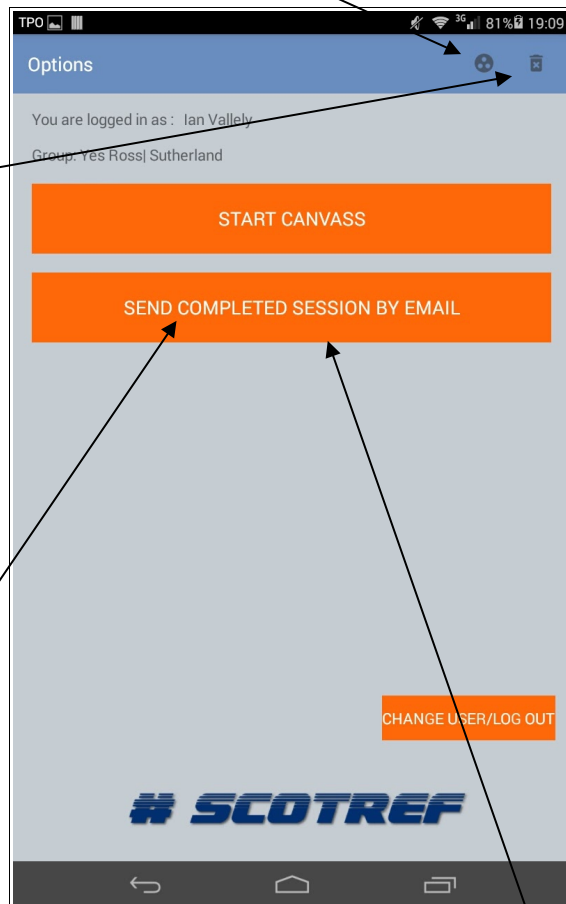 TPO 3G 81% 19:09
Options
You are logged in as : Ian Vallely
Group: Yes Ross| Sutherland
START CANVASS
SEND COMPLETED SESSION BY EMAIL
CHANGE USER/LOG OUT
# SCOTREF